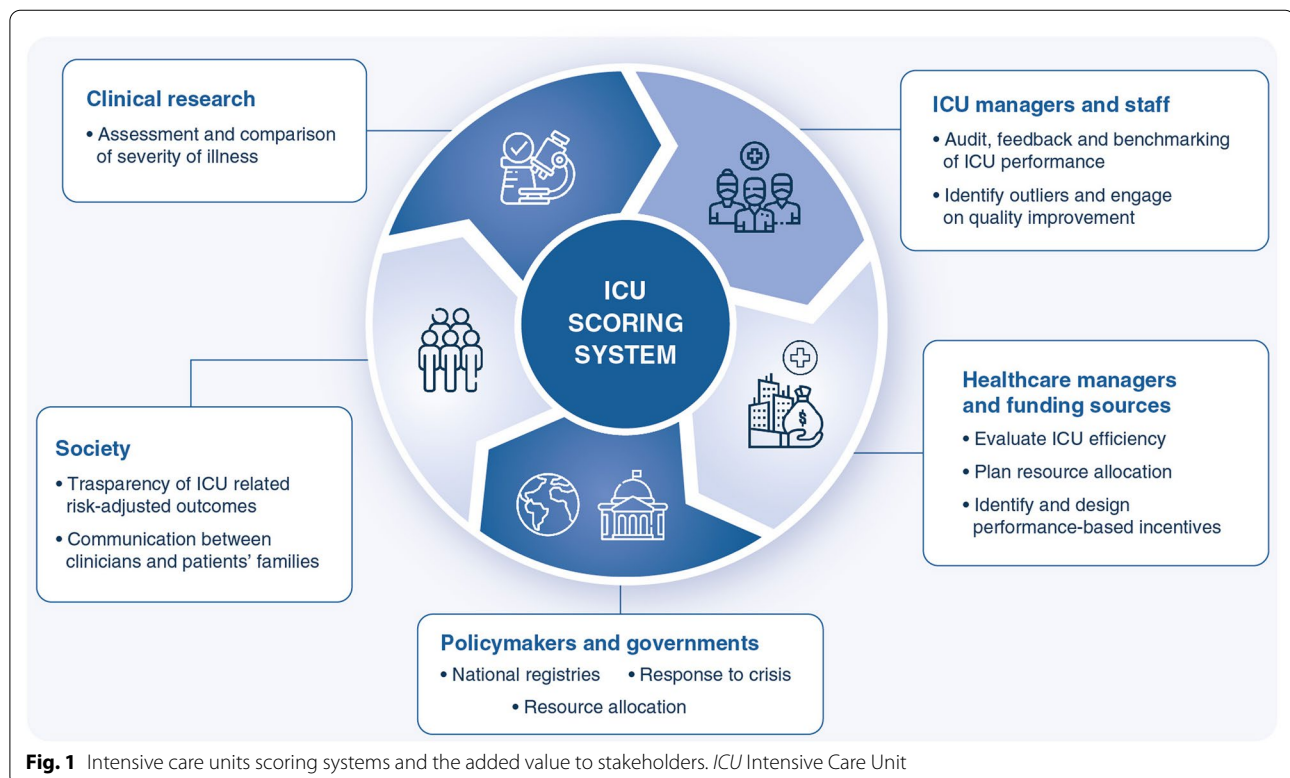 Clinical research
• Assessment and comparison
of severity of illness
ICU managers and staff
• Audit, feedback and benchmarking
of ICU performance
• Identify outliers and engage
on quality improvement
ICU
SCORING
SYSTEM
$
Healthcare managers
and funding sources
• Evaluate ICU efficiency
• Plan resource allocation
• Identify and design
performance-based incentives
Society
• Trasparency of ICU related
risk-adjusted outcomes
• Communication between
clinicians and patients’ families
Policymakers and governments
• National registries • Response to crisis
• Resource allocation
Fig. 1 Intensive care units scoring systems and the added value to stakeholders. ICU Intensive Care Unit